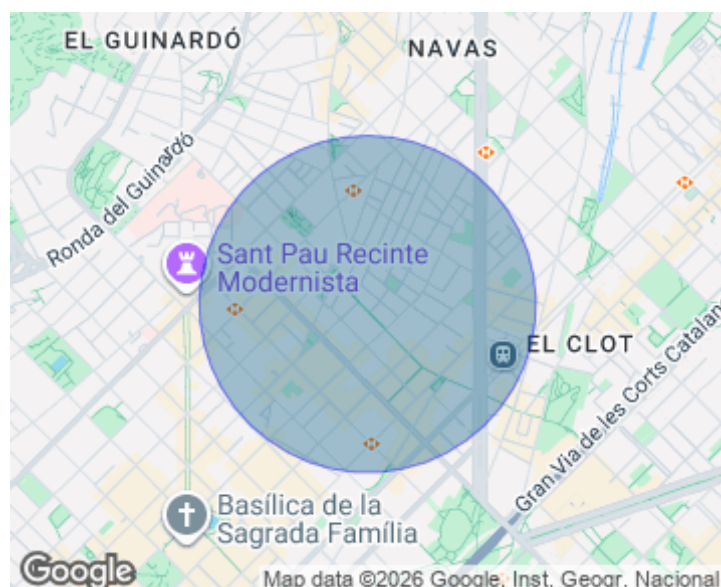 EL GUINARDÓ
NAVAS
Ronda del Guinardó
Sant Pau Recinte
Modernista
EL CLOT
Gran Via de les Corts Catalan
Basílica de la
Sagrada Família
Google
Map data ©2026 Google, Inst. Geogr. Nacional